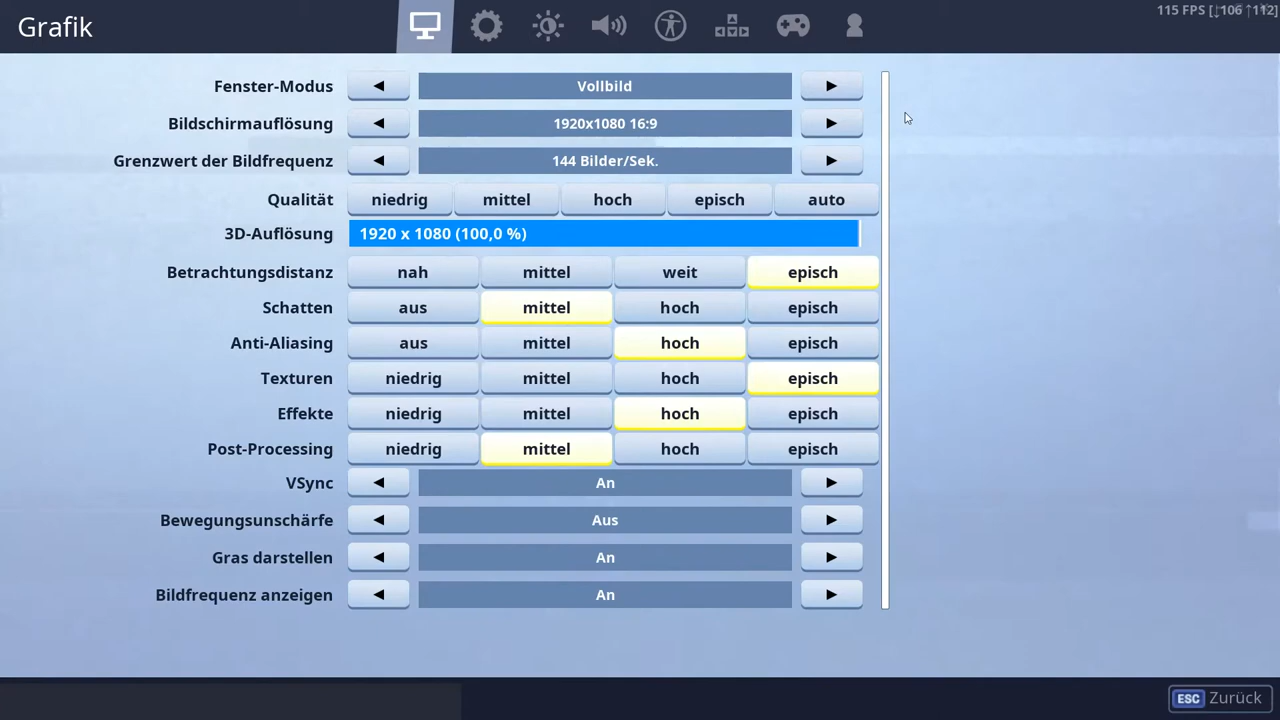 Grafik
115 FPS [↓106 ↑112]
Fenster-Modus ◄ Vollbild ►
Bildschirmauflösung ◄ 1920x1080 16:9 ►
Grenzwert der Bildfrequenz ◄ 144 Bilder/Sek. ►
Qualität niedrig mittel hoch episch auto
3D-Auflösung 1920 x 1080 (100,0 %)
Betrachtungsdistanz nah mittel weit episch
Schatten aus mittel hoch episch
Anti-Aliasing aus mittel hoch episch
Texturen niedrig mittel hoch episch
Effekte niedrig mittel hoch episch
Post-Processing niedrig mittel hoch episch
VSync ◄ An ►
Bewegungsunschärfe ◄ Aus ►
Gras darstellen ◄ An ►
Bildfrequenz anzeigen ◄ An ►
ESC Zurück